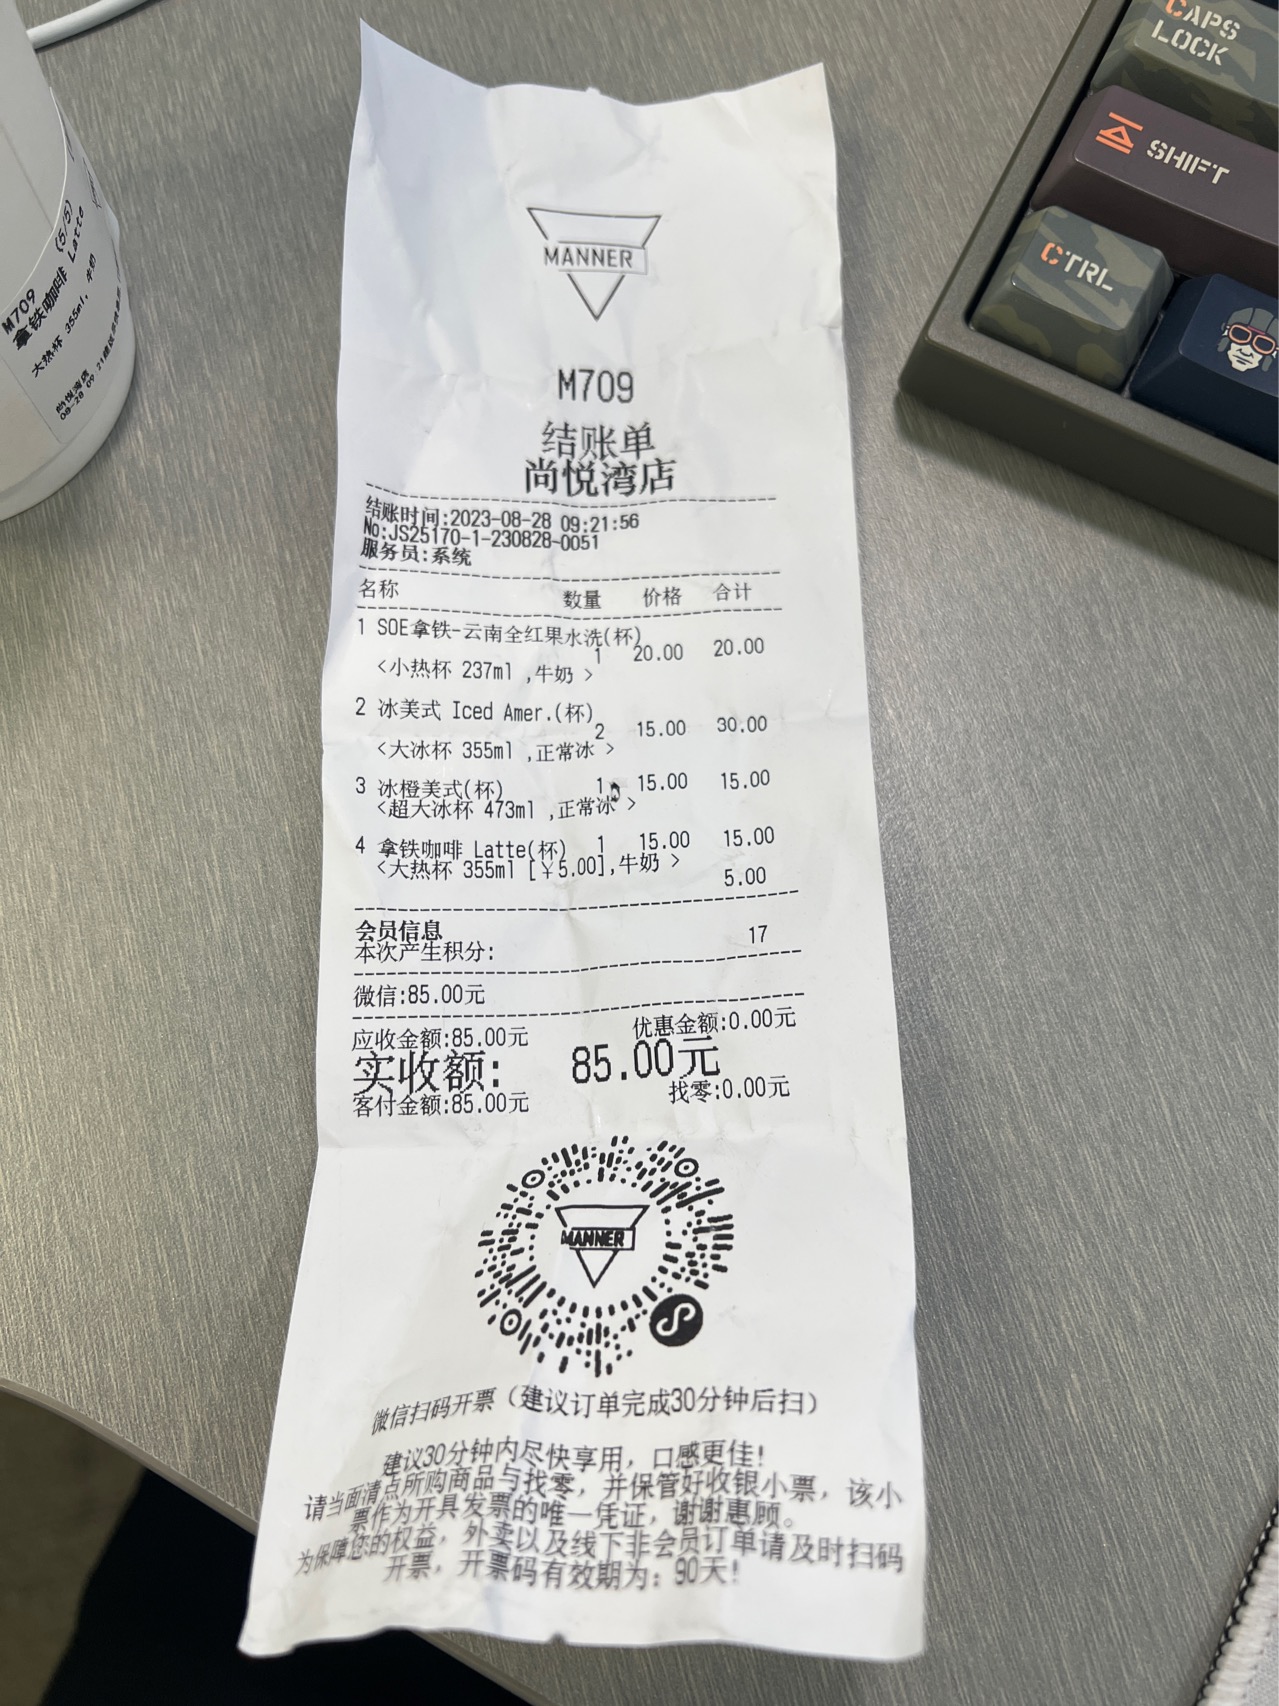 MANNER
M709
结账单
尚悦湾店
结账时间:2023-08-28 09:21:56
No:JS25170-1-230828-0051
服务员:系统
名称 数量 价格 合计
1 SOE拿铁-云南全红果水洗(杯)
1 20.00 20.00
<小热杯 237ml ,牛奶 >
2 冰美式 Iced Amer.(杯)
2 15.00 30.00
<大冰杯 355ml ,正常冰 >
3 冰橙美式(杯) 1 15.00 15.00
<超大冰杯 473ml ,正常冰 >
4 拿铁咖啡 Latte(杯) 1 15.00 15.00
<大热杯 355ml [￥5.00],牛奶 >
5.00
会员信息
本次产生积分: 17
微信:85.00元
应收金额:85.00元 优惠金额:0.00元
实收额: 85.00元
客付金额:85.00元 找零:0.00元
MANNER
微信扫码开票（建议订单完成30分钟后扫）
建议30分钟内尽快享用，口感更佳!
请当面清点所购商品与找零，并保管好收银小票，该小
票作为开具发票的唯一凭证，谢谢惠顾。
为保障您的权益，外卖以及线下非会员订单请及时扫码
开票，开票码有效期为：90天!
M709 (5/5)
拿铁咖啡 Latte
大热杯 355ml, 牛奶
尚悦湾店
CAPS
LOCK
SHIFT
CTRL